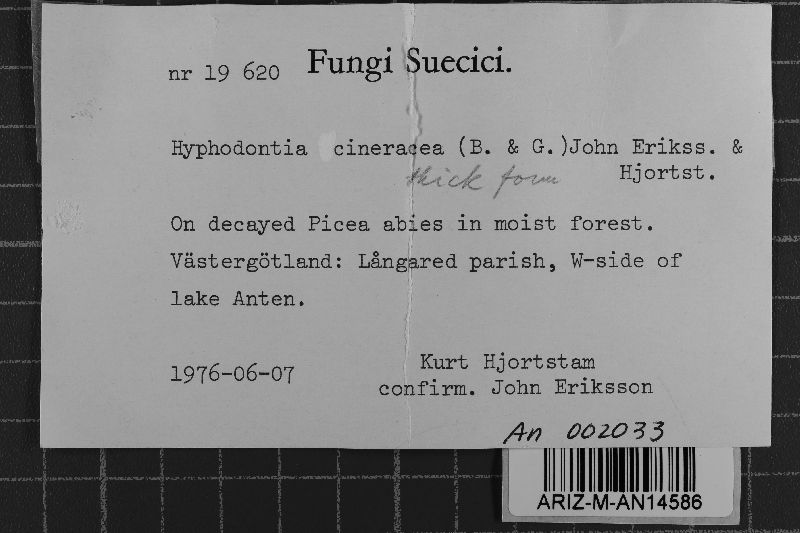 nr 19 620 Fungi Suecici.
Hyphodontia cineracea (B. & G.)John Erikss. &
Hjortst.
thick form
On decayed Picea abies in moist forest.
Västergötland: Långared parish, W-side of
lake Anten.
Kurt Hjortstam
1976-06-07
confirm. John Eriksson
An 002033
ARIZ-M-AN14586